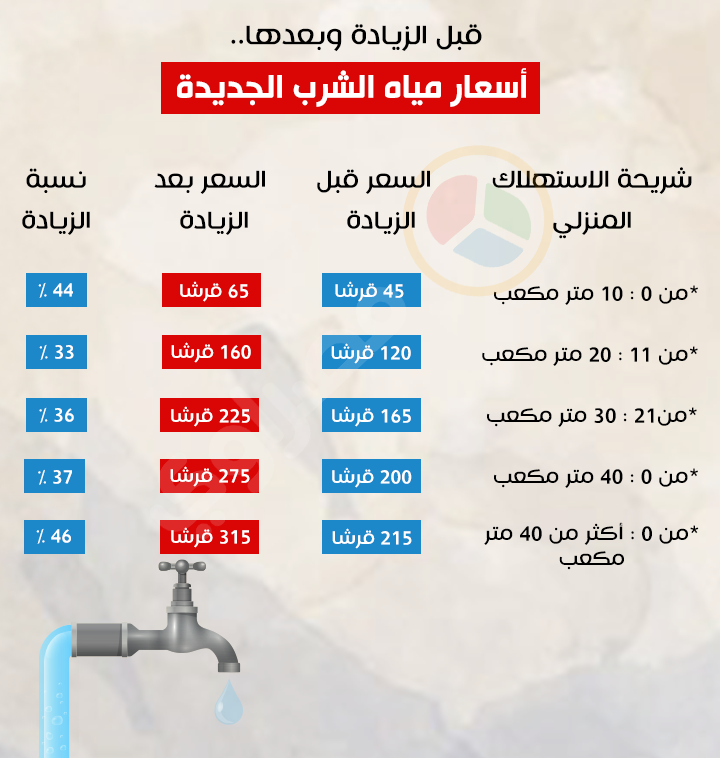 قبل الزيادة وبعدها..
أسعار مياه الشرب الجديدة
شريحة الاستهلاك المنزلي
السعر قبل الزيادة
السعر بعد الزيادة
نسبة الزيادة
*من 0 : 10 متر مكعب
45 قرشا
65 قرشا
44 ٪
*من 11 : 20 متر مكعب
120 قرشا
160 قرشا
33 ٪
*من21 : 30 متر مكعب
165 قرشا
225 قرشا
36 ٪
*من 0 : 40 متر مكعب
200 قرشا
275 قرشا
37 ٪
*من 0 : أكثر من 40 متر
مكعب
215 قرشا
315 قرشا
46 ٪